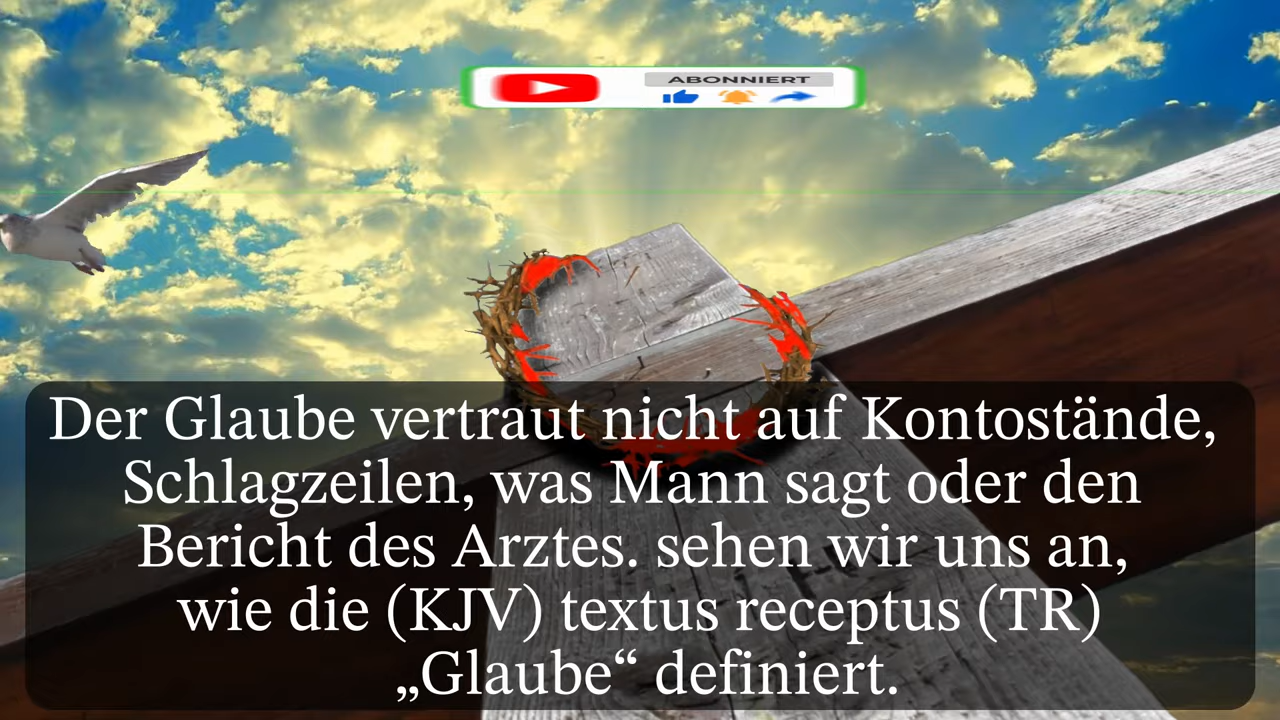 ABONNIERT
Der Glaube vertraut nicht auf Kontostände,
Schlagzeilen, was Mann sagt oder den
Bericht des Arztes. sehen wir uns an,
wie die (KJV) textus receptus (TR)
„Glaube“ definiert.